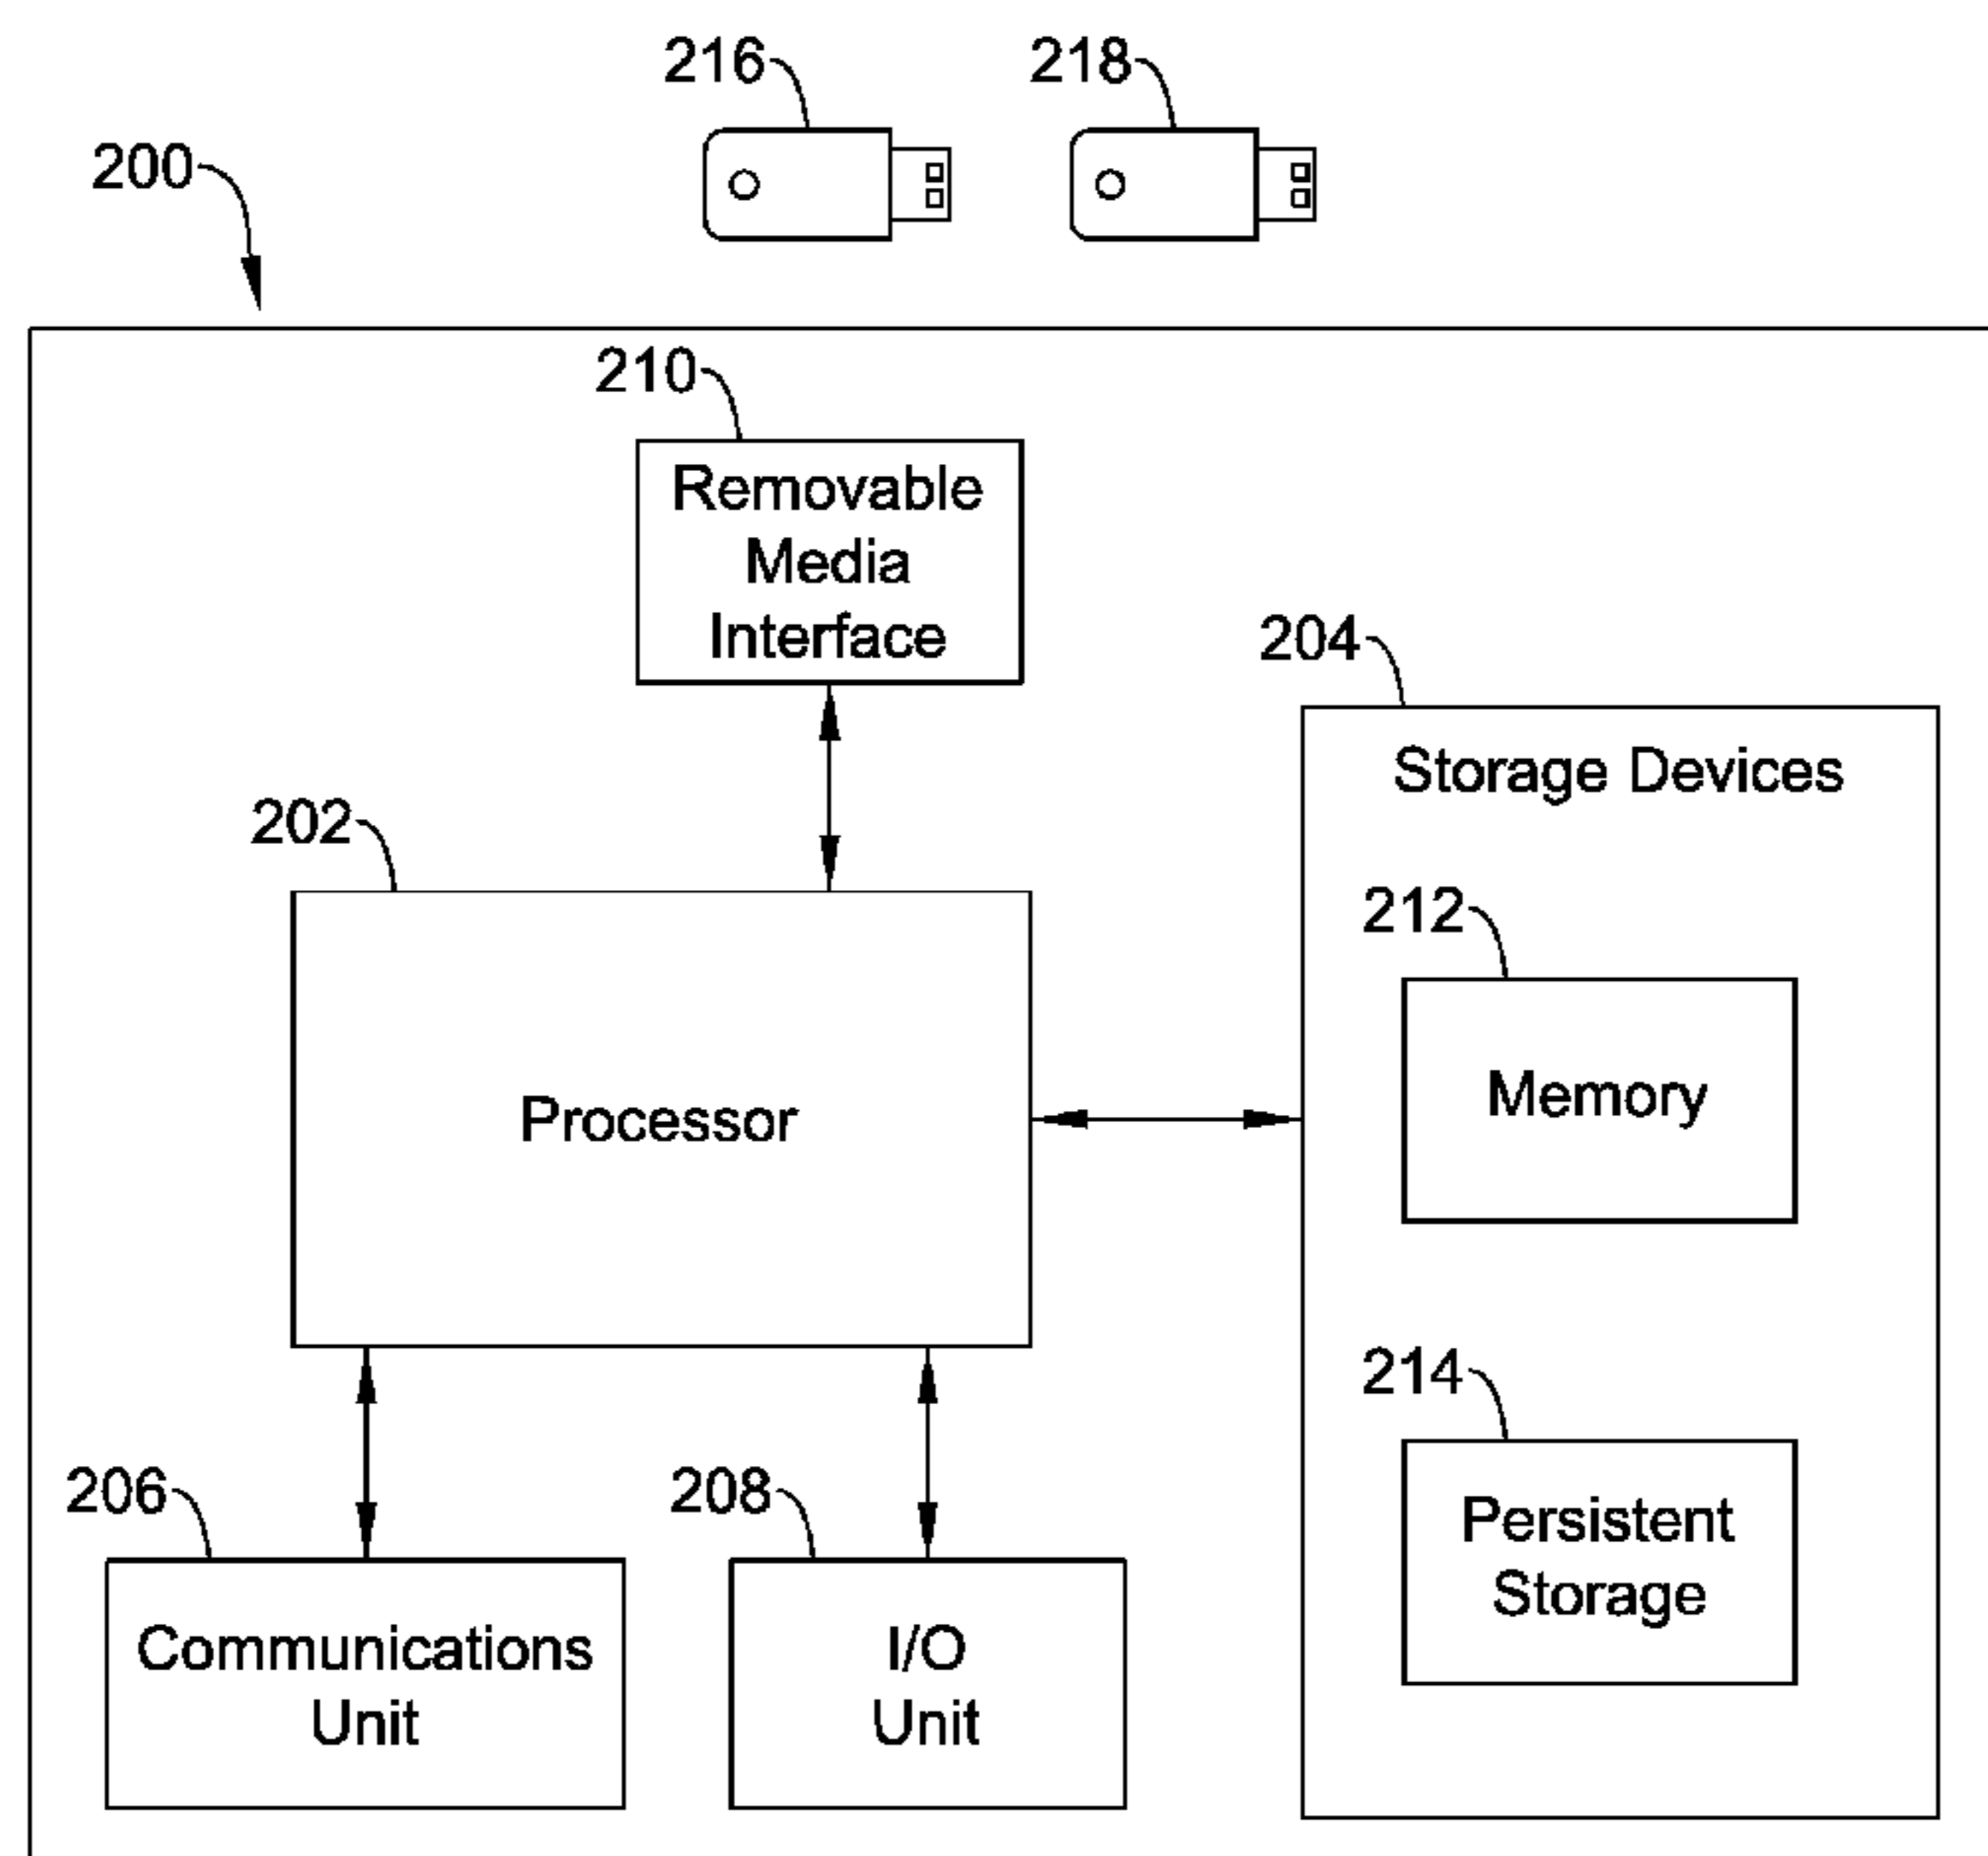 216
218
200
210
Removable
Media
Interface
204
Storage Devices
202
212
Processor
Memory
214
206
208
Persistent
Storage
Communications
Unit
I/O
Unit